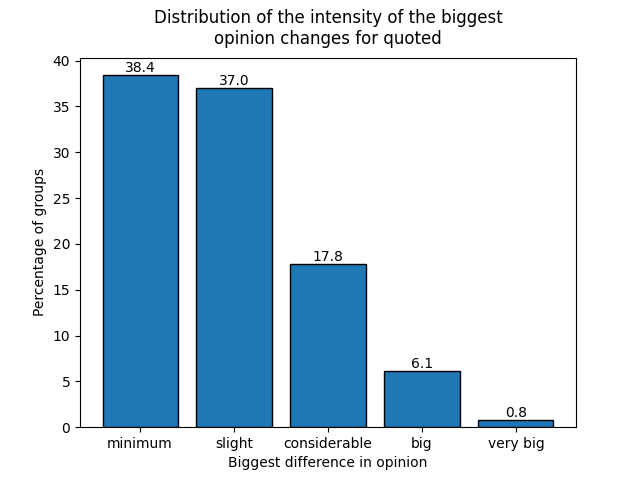 Distribution of the intensity of the biggest
opinion changes for quoted
40
35
30
25
20
15
10
5
0
Percentage of groups
38.4
37.0
17.8
6.1
0.8
minimum
slight
considerable
big
very big
Biggest difference in opinion